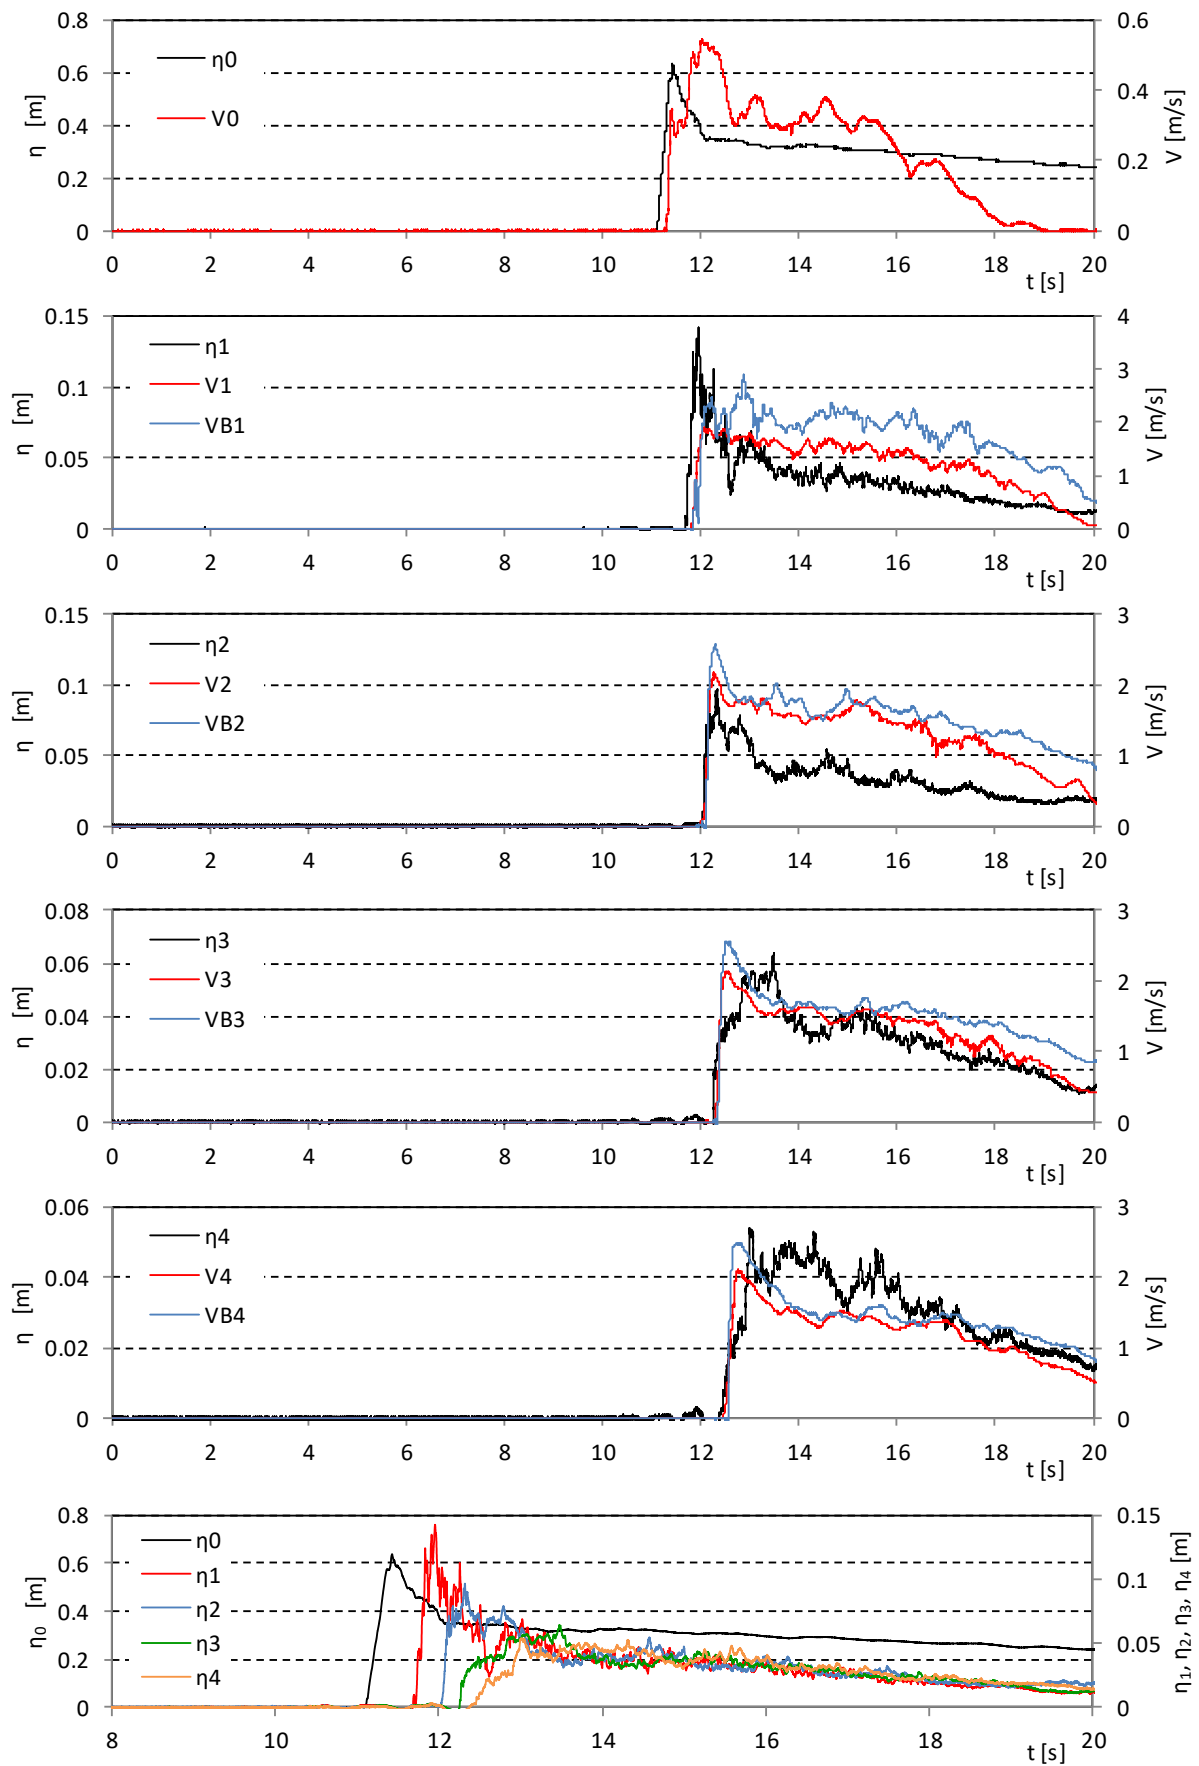 0.8 0.6
η0
0.6
V0 0.4
0.4
0.2
0.2
0 0
η [m] V [m/s]
0 2 4 6 8 10 12 14 16 18 20
t [s]
0.15 4
η1
3
0.1 V1
VB1 2
0.05
1
0 0
η [m] V [m/s]
0 2 4 6 8 10 12 14 16 18 20
t [s]
0.15 3
η2
0.1 V2 2
VB2
0.05 1
0 0
η [m] V [m/s]
0 2 4 6 8 10 12 14 16 18 20
t [s]
0.08 3
η3
0.06
V3 2
0.04 VB3
1
0.02
0 0
η [m] V [m/s]
0 2 4 6 8 10 12 14 16 18 20
t [s]
0.06 3
η4
0.04 V4 2
VB4
0.02 1
0 0
η [m] V [m/s]
0 2 4 6 8 10 12 14 16 18 20
t [s]
0.8 0.15
η0
0.6 η1
0.1
0.4 η2
η3 0.05
0.2
η4
0 0
η₀ [m] η₁, η₂, η₃, η₄ [m]
8 10 12 14 16 18 20
t [s]